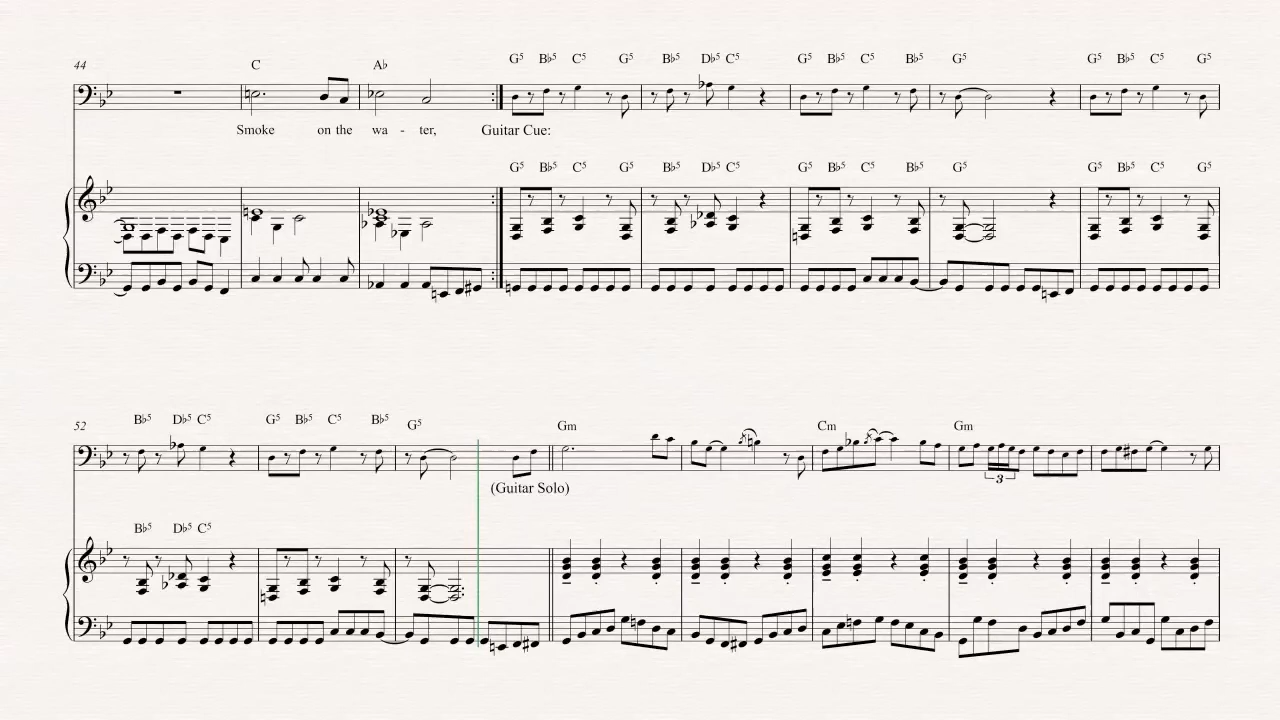 44 C A♭ G5 B♭5 C5 G5 B♭5 D♭5 C5 G5 B♭5 C5 B♭5 G5 G5 B♭5 C5 G5
Smoke on the wa - ter, Guitar Cue:
G5 B♭5 C5 G5 B♭5 D♭5 C5 G5 B♭5 C5 B♭5 G5 G5 B♭5 C5 G5
52 B♭5 D♭5 C5 G5 B♭5 C5 B♭5 G5 Gm Cm Gm
3
(Guitar Solo)
B♭5 D♭5 C5